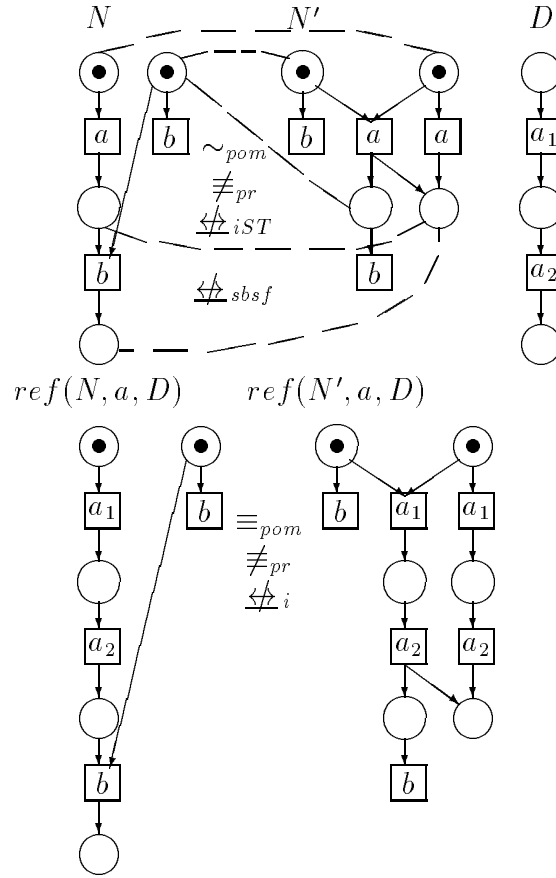 N N′ D
a b b a a a₁
∼pom
≢pr
b ↮iST b a₂
↮sbsf
ref(N, a, D) ref(N′, a, D)
a₁ b b a₁ a₁
≡pom
≢pr
↮i
a₂ a₂ a₂
b b